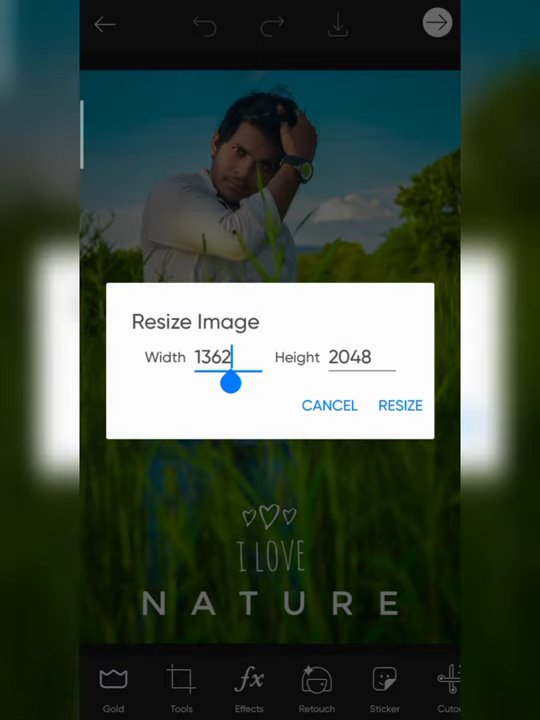 Resize Image
Width 1362 Height 2048
CANCEL RESIZE
I LOVE
NATURE
Gold Tools Effects Retouch Sticker